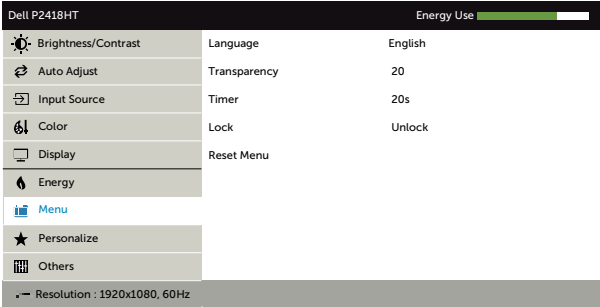 Dell P2418HT Energy Use
Brightness/Contrast Language English
Auto Adjust Transparency 20
Input Source Timer 20s
Color Lock Unlock
Display Reset Menu
Energy
Menu
Personalize
Others
Resolution : 1920x1080, 60Hz